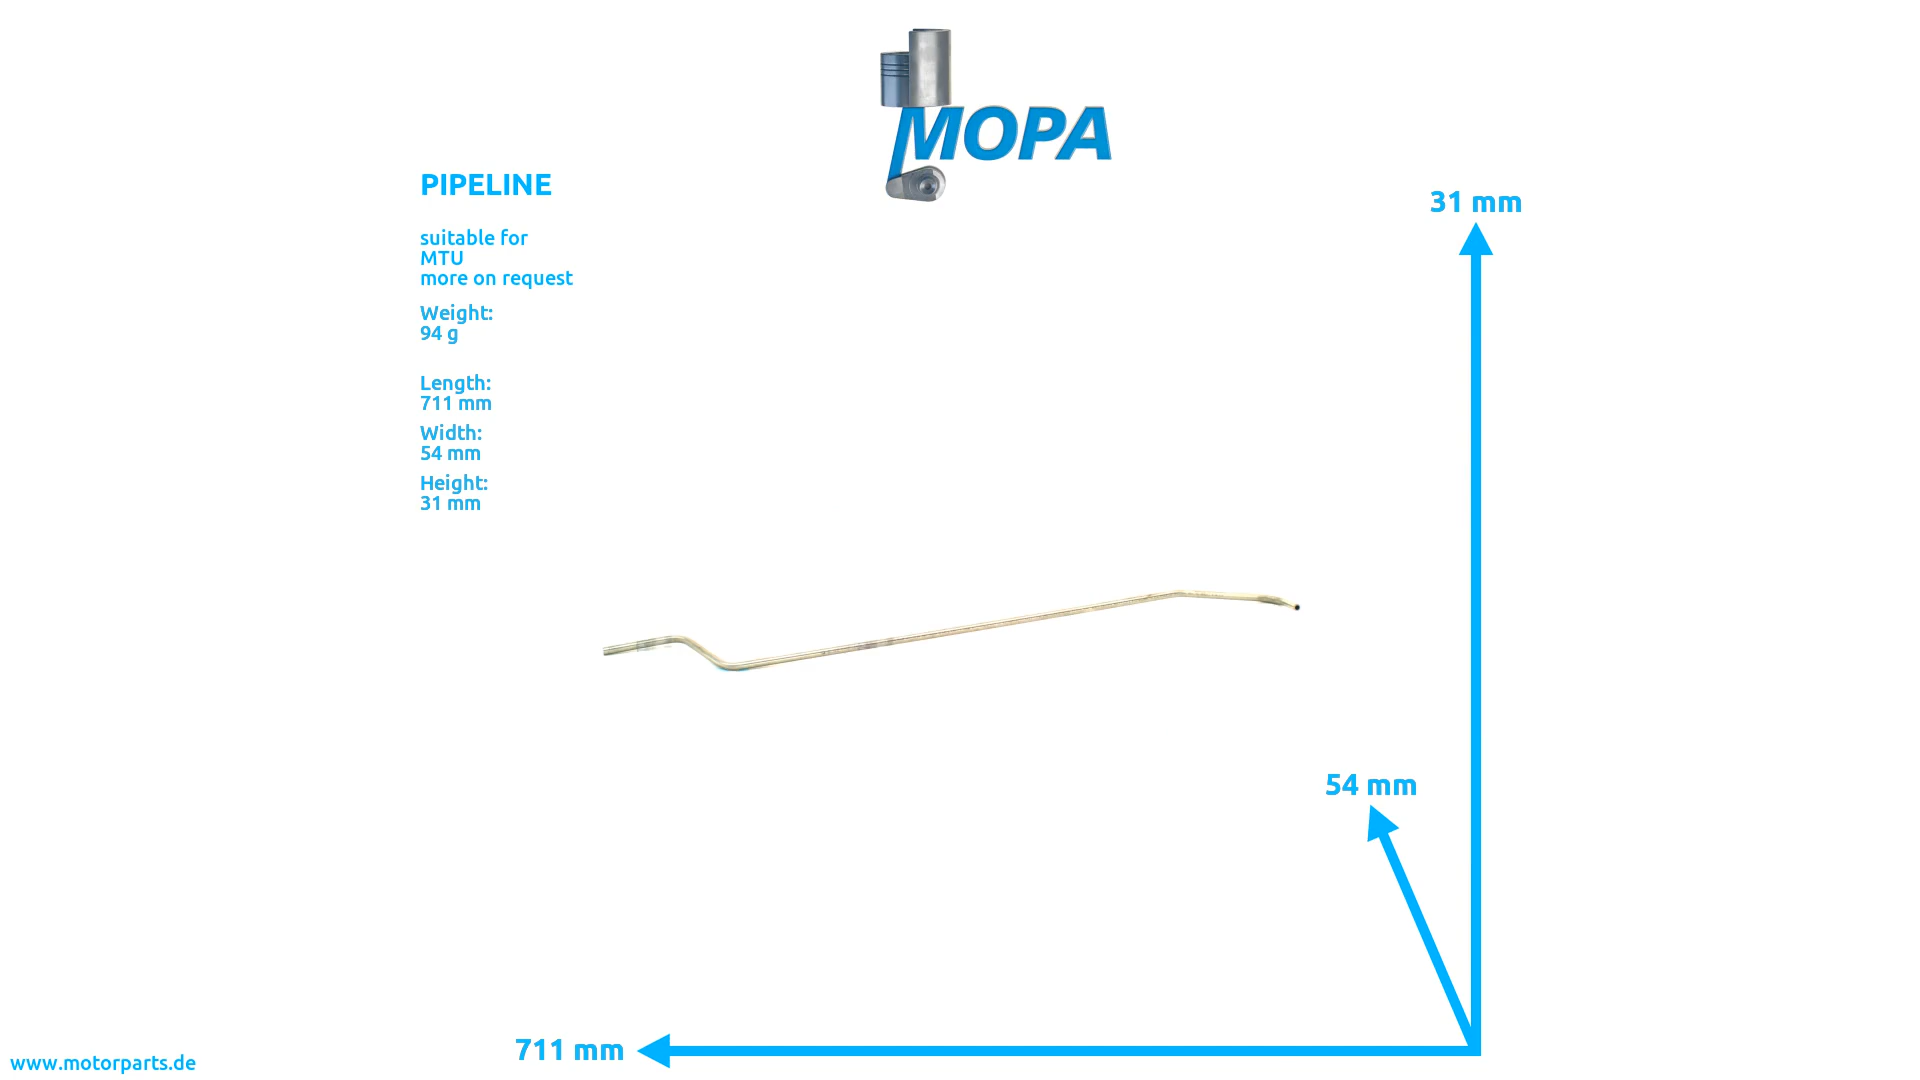 MOPA
PIPELINE
suitable for
MTU
more on request
Weight:
94 g
Length:
711 mm
Width:
54 mm
Height:
31 mm
31 mm
54 mm
711 mm
www.motorparts.de